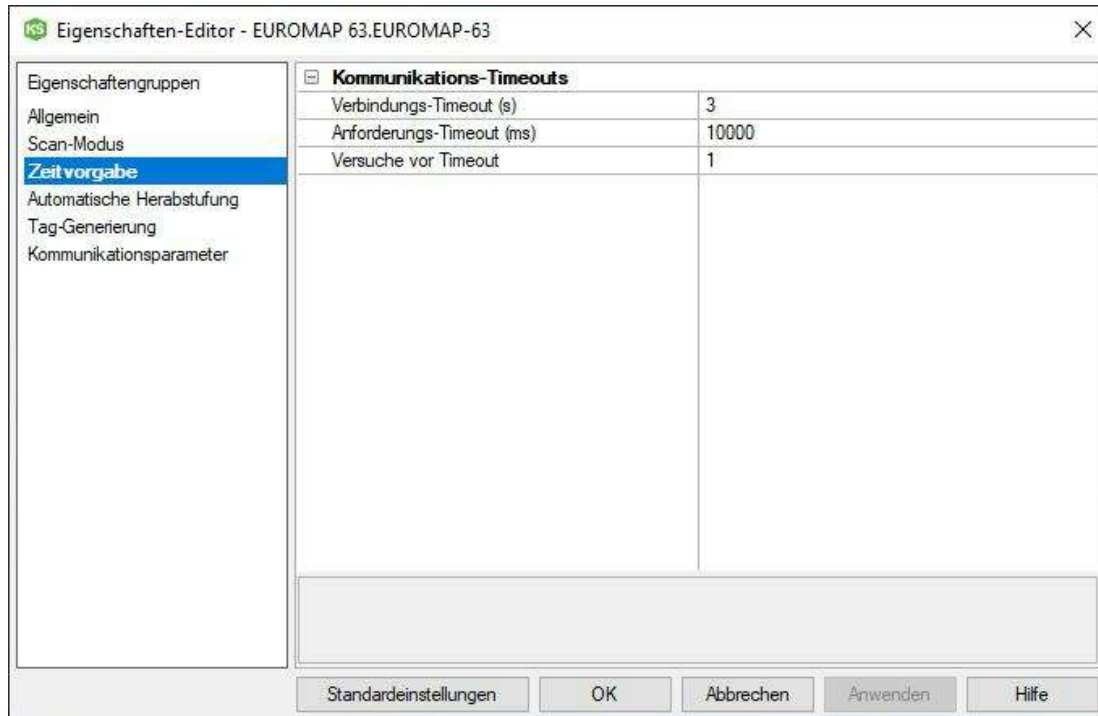 KS Eigenschaften-Editor - EUROMAP 63.EUROMAP-63
Eigenschaftengruppen
Allgemein
Scan-Modus
Zeitvorgabe
Automatische Herabstufung
Tag-Generierung
Kommunikationsparameter
Kommunikations-Timeouts
Verbindungs-Timeout (s) 3
Anforderungs-Timeout (ms) 10000
Versuche vor Timeout 1
Standardeinstellungen OK Abbrechen Anwenden Hilfe